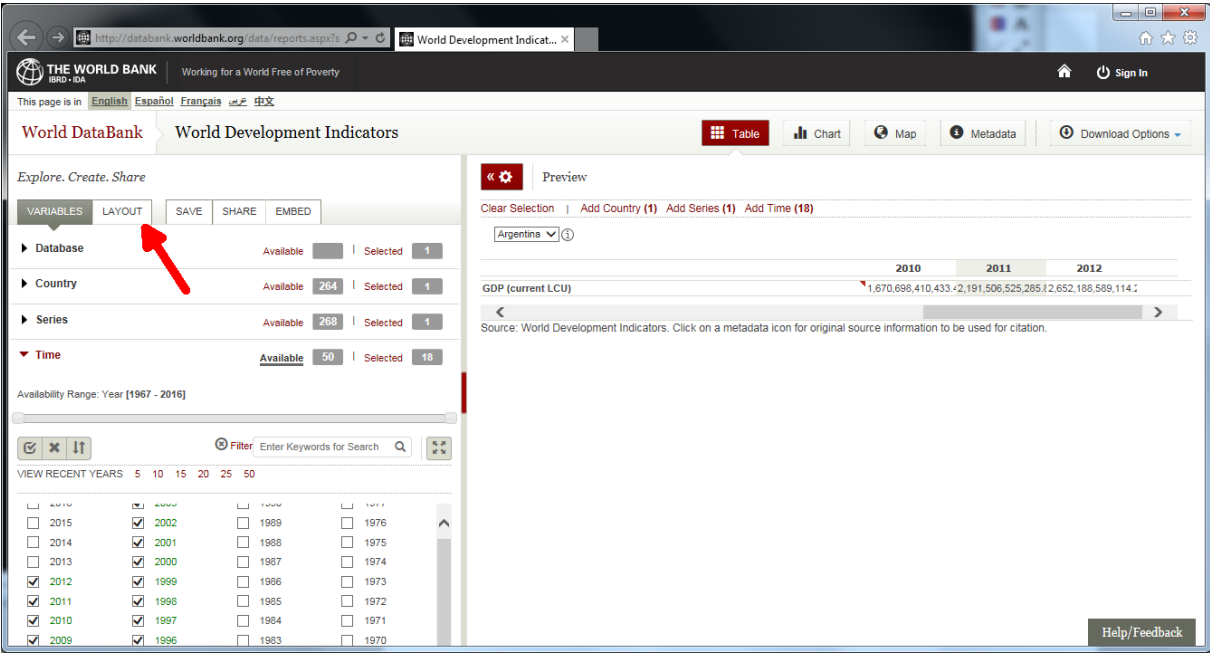 http://databank.worldbank.org/data/reports.aspx?s
World Development Indicat...
THE WORLD BANK
IBRD • IDA
Working for a World Free of Poverty
Sign In
This page is in English Español Français عربي 中文
World DataBank World Development Indicators
Table Chart Map Metadata Download Options
Explore. Create. Share
« Preview
VARIABLES LAYOUT SAVE SHARE EMBED
Clear Selection | Add Country (1) Add Series (1) Add Time (18)
Argentina
Database Available | Selected 1
Country Available 264 | Selected 1
Series Available 268 | Selected 1
Time Available 50 | Selected 18
2010 2011 2012
GDP (current LCU) 1,670,698,410,433.4 2,191,506,525,285.8 2,652,188,589,114.2
Source: World Development Indicators. Click on a metadata icon for original source information to be used for citation.
Availability Range: Year [1967 - 2016]
Filter Enter Keywords for Search
VIEW RECENT YEARS 5 10 15 20 25 50
2015 2002 1989 1976
2014 2001 1988 1975
2013 2000 1987 1974
2012 1999 1986 1973
2011 1998 1985 1972
2010 1997 1984 1971
2009 1996 1983 1970
Help/Feedback